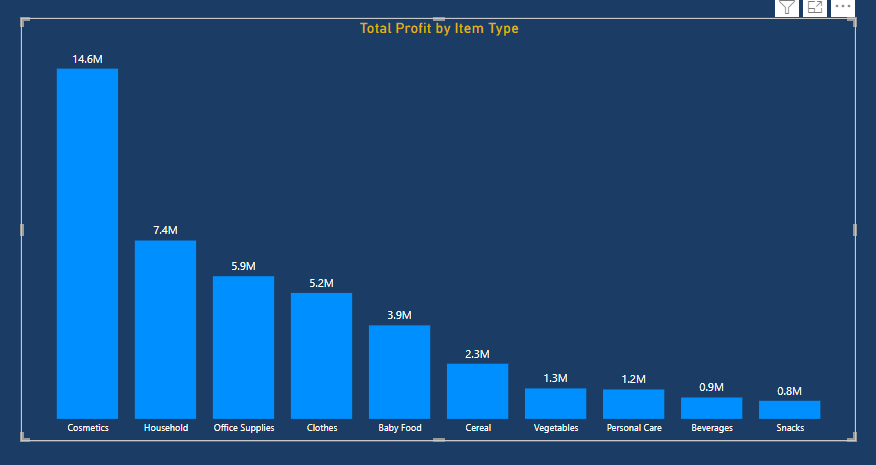 Total Profit by Item Type
14.6M
7.4M
5.9M
5.2M
3.9M
2.3M
1.3M
1.2M
0.9M
0.8M
Cosmetics
Household
Office Supplies
Clothes
Baby Food
Cereal
Vegetables
Personal Care
Beverages
Snacks